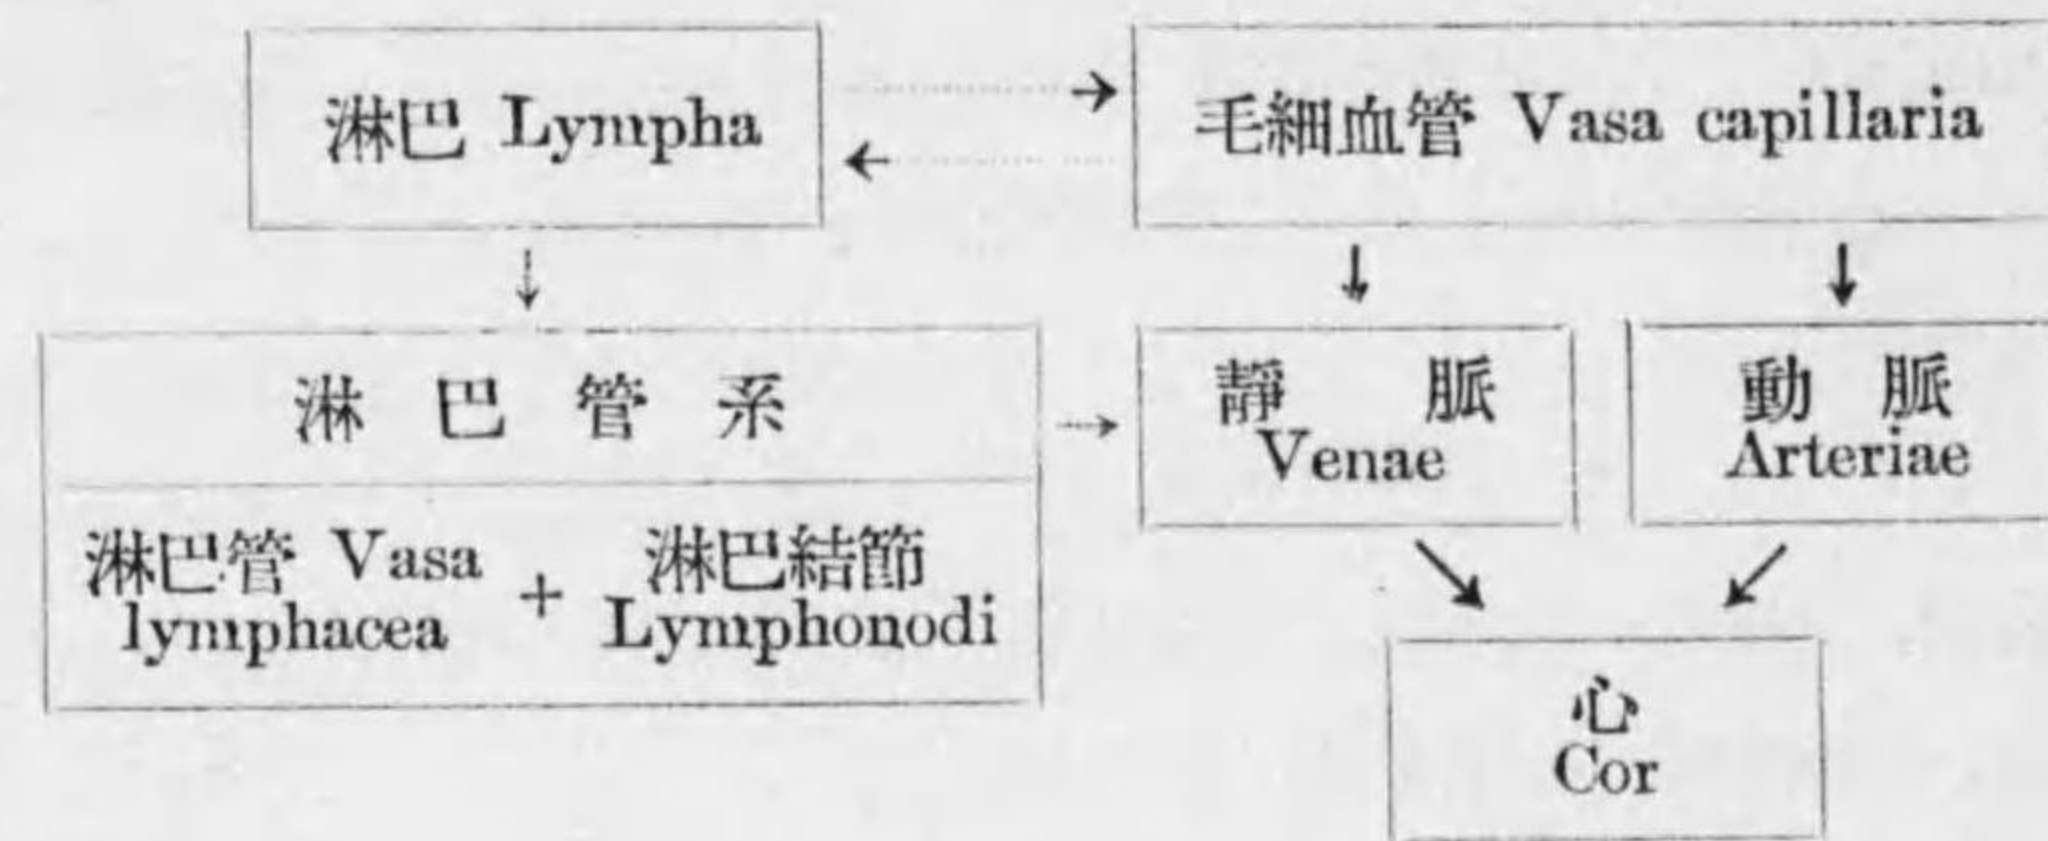 淋巴 Lympha
毛細血管 Vasa capillaria
淋巴管系
淋巴管 Vasa
lymphacea
+
淋巴結節
Lymphonodi
靜脈
Venae
動脈
Arteriae
心
Cor